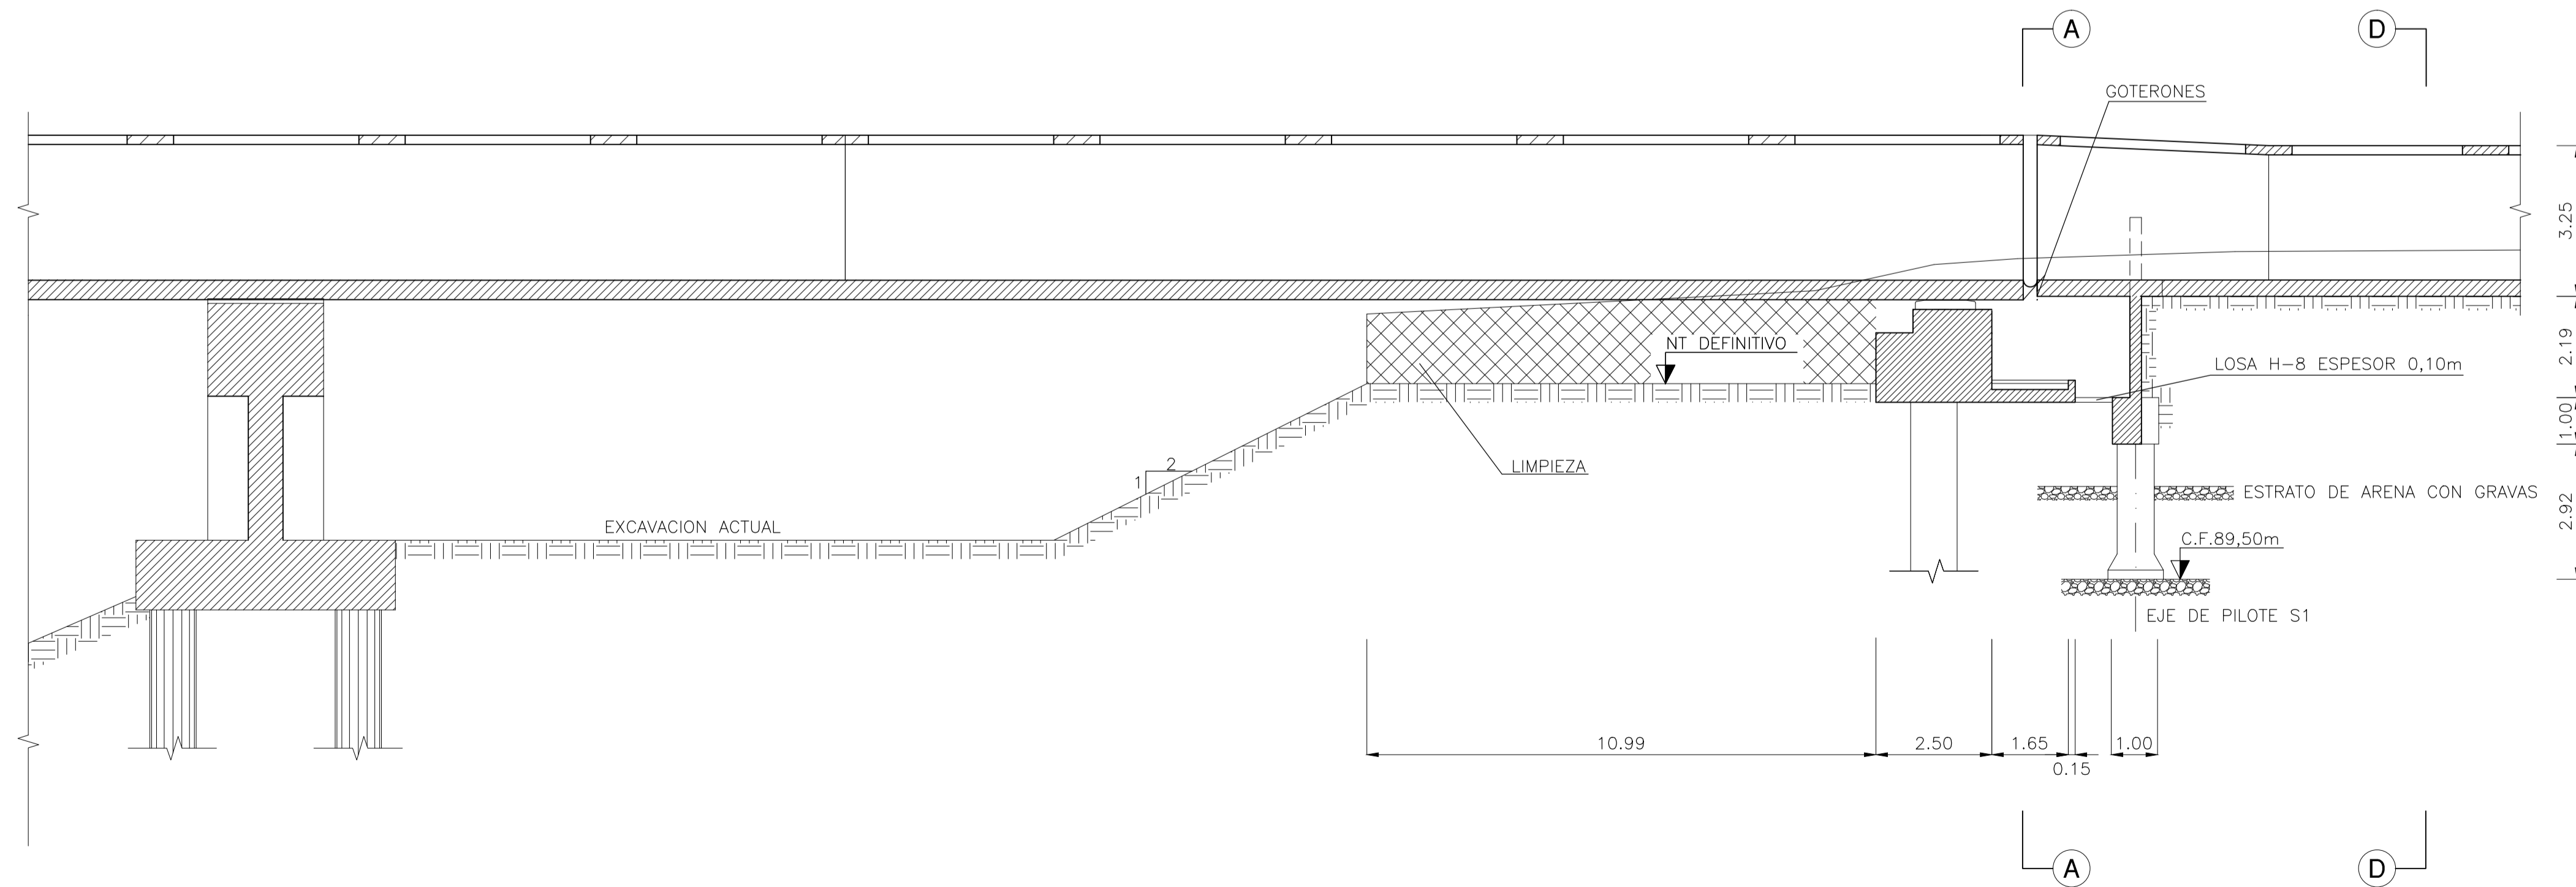 A
D
GOTERONES
3.25
NT DEFINITIVO
2.19
LOSA H-8 ESPESOR 0,10m
1.00
LIMPIEZA
2
1
ESTRATO DE ARENA CON GRAVAS
2.92
EXCAVACION ACTUAL
C.F.89,50m
EJE DE PILOTE S1
10.99
2.50
1.65
1.00
0.15
A
D